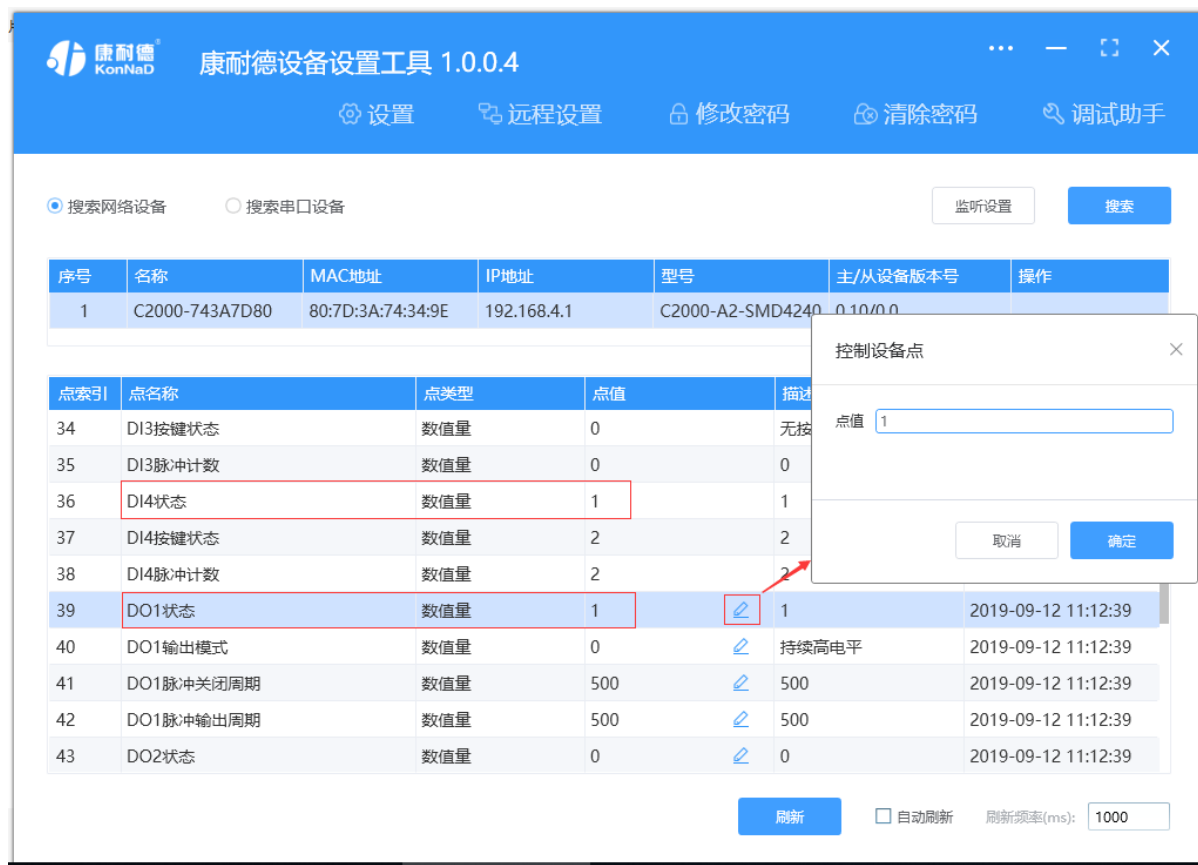 康耐德®
KonNaD
康耐德设备设置工具 1.0.0.4
设置 远程设置 修改密码 清除密码 调试助手
搜索网络设备 搜索串口设备 监听设置 搜索
序号 名称 MAC地址 IP地址 型号 主/从设备版本号 操作
1 C2000-743A7D80 80:7D:3A:74:34:9E 192.168.4.1 C2000-A2-SMD4240 0.10/0.0
控制设备点
点值 1
取消 确定
点索引 点名称 点类型 点值 描述
34 DI3按键状态 数值量 0 无按
35 DI3脉冲计数 数值量 0 0
36 DI4状态 数值量 1 1
37 DI4按键状态 数值量 2 2
38 DI4脉冲计数 数值量 2 2
39 DO1状态 数值量 1 1 2019-09-12 11:12:39
40 DO1输出模式 数值量 0 持续高电平 2019-09-12 11:12:39
41 DO1脉冲关闭周期 数值量 500 500 2019-09-12 11:12:39
42 DO1脉冲输出周期 数值量 500 500 2019-09-12 11:12:39
43 DO2状态 数值量 0 0 2019-09-12 11:12:39
刷新 自动刷新 刷新频率(ms): 1000